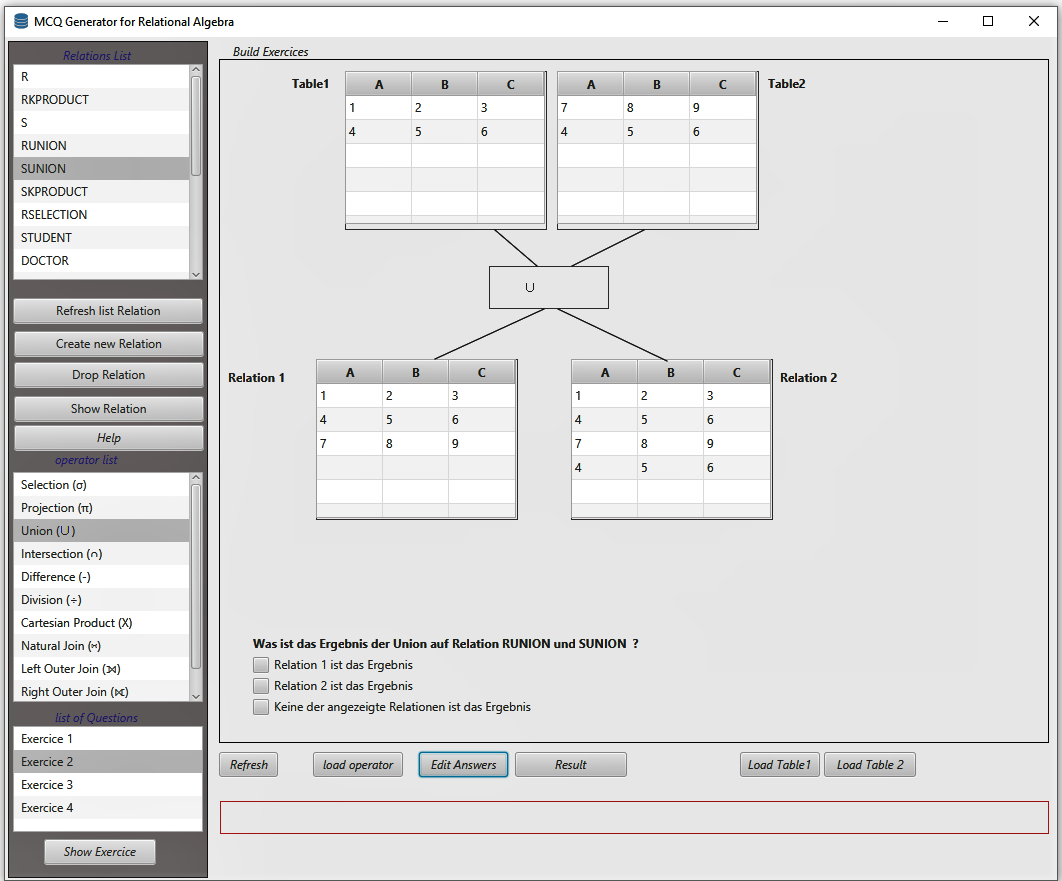 MCQ Generator for Relational Algebra
Relations List
R
RKPRODUCT
S
RUNION
SUNION
SKPRODUCT
RSELECTION
STUDENT
DOCTOR
Refresh list Relation
Create new Relation
Drop Relation
Show Relation
Help
operator list
Selection (σ)
Projection (π)
Union (∪)
Intersection (∩)
Difference (-)
Division (÷)
Cartesian Product (X)
Natural Join (⋈)
Left Outer Join (⟕)
Right Outer Join (⟖)
list of Questions
Exercice 1
Exercice 2
Exercice 3
Exercice 4
Show Exercice
Build Exercices
Table1
A B C
1 2 3
4 5 6
A B C
7 8 9
4 5 6
Table2
∪
Relation 1
A B C
1 2 3
4 5 6
7 8 9
A B C
1 2 3
4 5 6
7 8 9
4 5 6
Relation 2
Was ist das Ergebnis der Union auf Relation RUNION und SUNION ?
Relation 1 ist das Ergebnis
Relation 2 ist das Ergebnis
Keine der angezeigte Relationen ist das Ergebnis
Refresh
load operator
Edit Answers
Result
Load Table1
Load Table 2